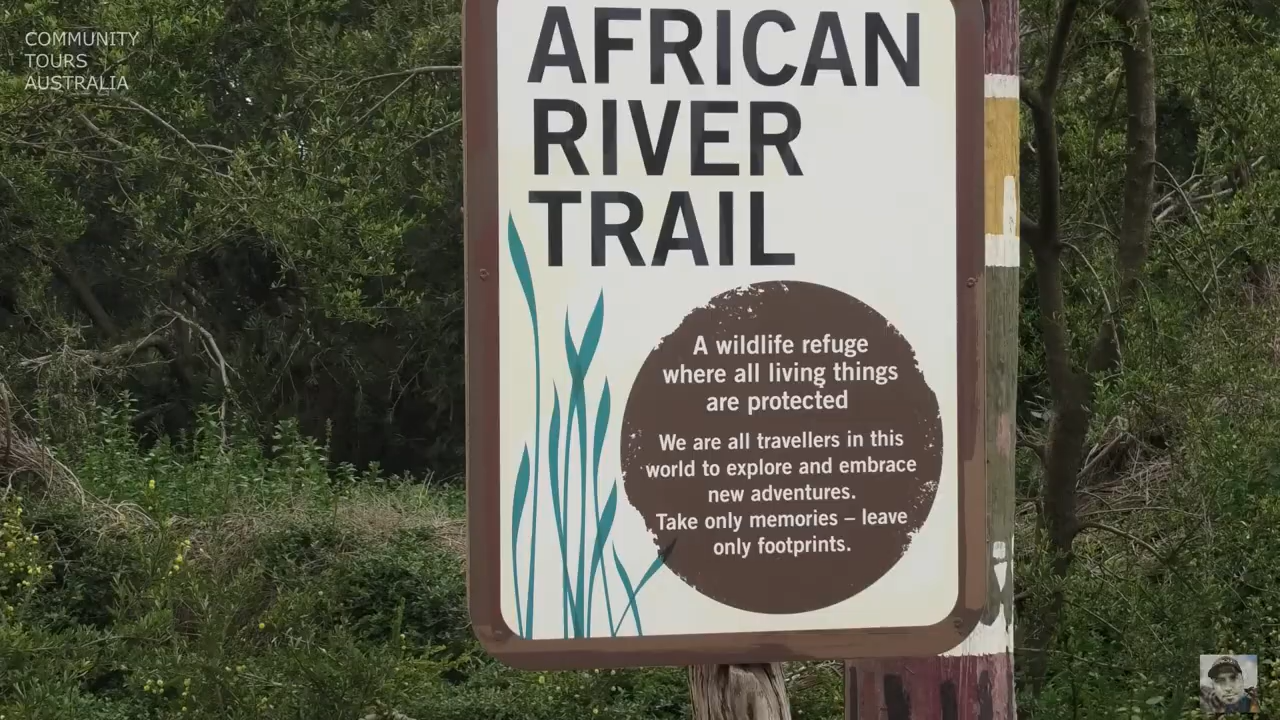 COMMUNITY
TOURS
AUSTRALIA
AFRICAN
RIVER
TRAIL
A wildlife refuge
where all living things
are protected
We are all travellers in this
world to explore and embrace
new adventures.
Take only memories – leave
only footprints.